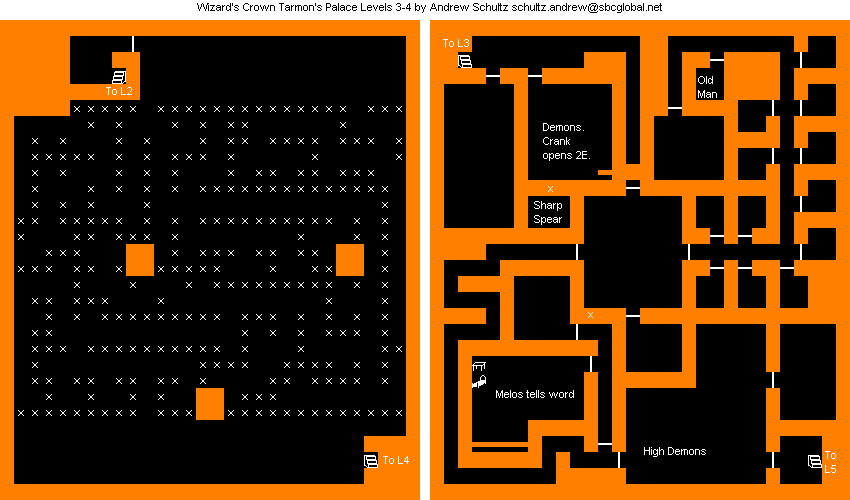 Wizard's Crown Tarmon's Palace Levels 3-4 by Andrew Schultz schultz.andrew@sbcglobal.net
To L2
To L4
To L3
Old
Man
Demons.
Crank
opens 2E.
x
Sharp
Spear
x
Melos tells word
High Demons
To
L5